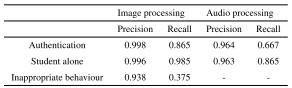 Image processing Audio processing
Precision Recall Precision Recall
Authentication 0.998 0.865 0.964 0.667
Student alone 0.996 0.985 0.963 0.865
Inappropriate behaviour 0.938 0.375 - -